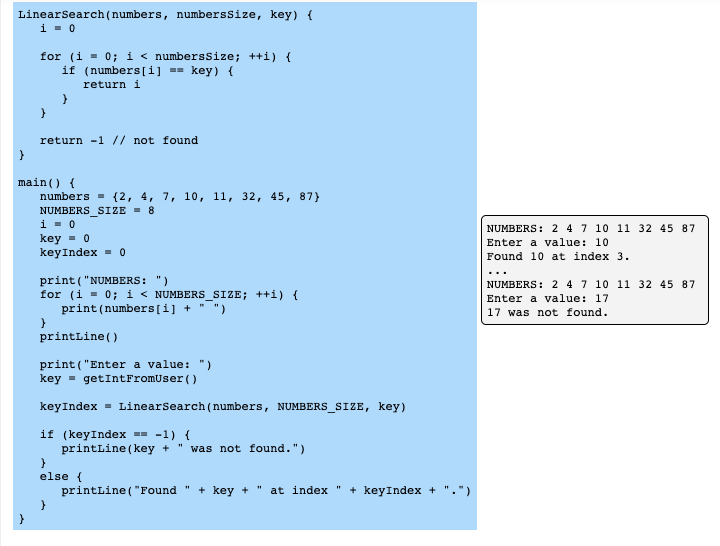 LinearSearch(numbers, numbersSize, key) {
i = 0
for (i = 0; i < numbersSize; ++i) {
if (numbers[i] == key) {
return i
}
}
return -1 // not found
}
main() {
numbers = {2, 4, 7, 10, 11, 32, 45, 87}
NUMBERS_SIZE = 8
i = 0
key = 0
keyIndex = 0
print("NUMBERS: ")
for (i = 0; i < NUMBERS_SIZE; ++i) {
print(numbers[i] + " ")
}
printLine()
print("Enter a value: ")
key = getIntFromUser()
keyIndex = LinearSearch(numbers, NUMBERS_SIZE, key)
if (keyIndex == -1) {
printLine(key + " was not found.")
}
else {
printLine("Found " + key + " at index " + keyIndex + ".")
}
}
NUMBERS: 2 4 7 10 11 32 45 87
Enter a value: 10
Found 10 at index 3.
...
NUMBERS: 2 4 7 10 11 32 45 87
Enter a value: 17
17 was not found.